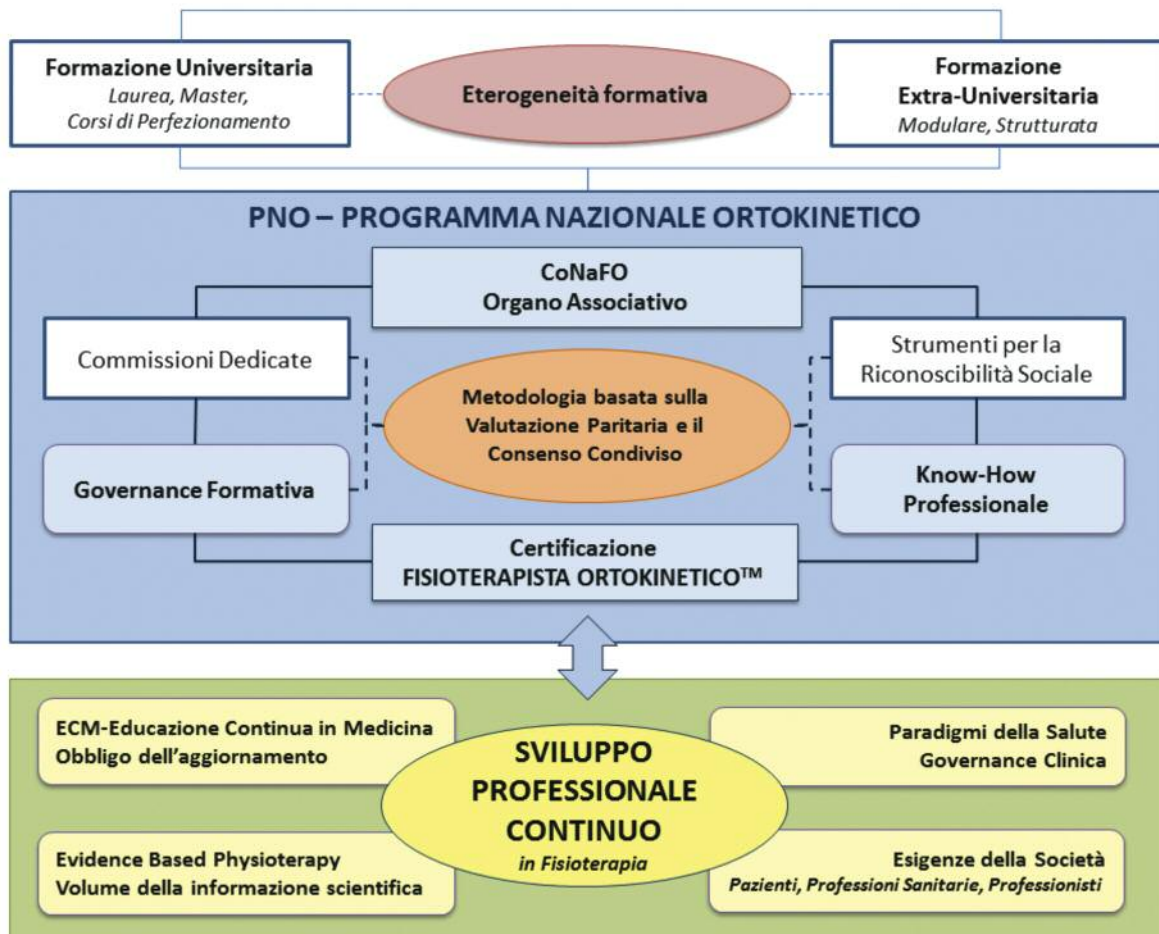 Formazione Universitaria
Laurea, Master,
Corsi di Perfezionamento
Eterogeneità formativa
Formazione
Extra-Universitaria
Modulare, Strutturata
PNO – PROGRAMMA NAZIONALE ORTOKINETICO
CoNaFO
Organo Associativo
Commissioni Dedicate
Strumenti per la
Riconoscibilità Sociale
Metodologia basata sulla
Valutazione Paritaria e il
Consenso Condiviso
Governance Formativa
Know-How
Professionale
Certificazione
FISIOTERAPISTA ORTOKINETICO™
ECM-Educazione Continua in Medicina
Obbligo dell'aggiornamento
Paradigmi della Salute
Governance Clinica
SVILUPPO
PROFESSIONALE
CONTINUO
in Fisioterapia
Evidence Based Physioterapy
Volume della informazione scientifica
Esigenze della Società
Pazienti, Professioni Sanitarie, Professionisti